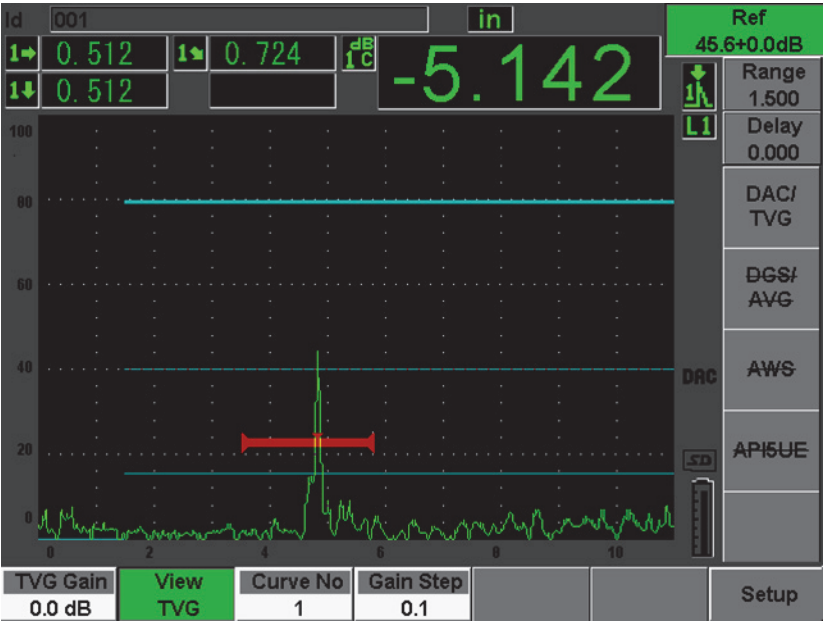 Id 001 in Ref
45.6+0.0dB
1 0.512 1 0.724 dB 1 C -5.142
1 0.512
1
Range
1.500
L1
Delay
0.000
100
80
60
40
20
0
0 2 4 6 8 10
DAC
SD
DAC/
TVG
DGS/
AVG
AWS
API5UE
TVG Gain View Curve No Gain Step
0.0 dB TVG 1 0.1
Setup